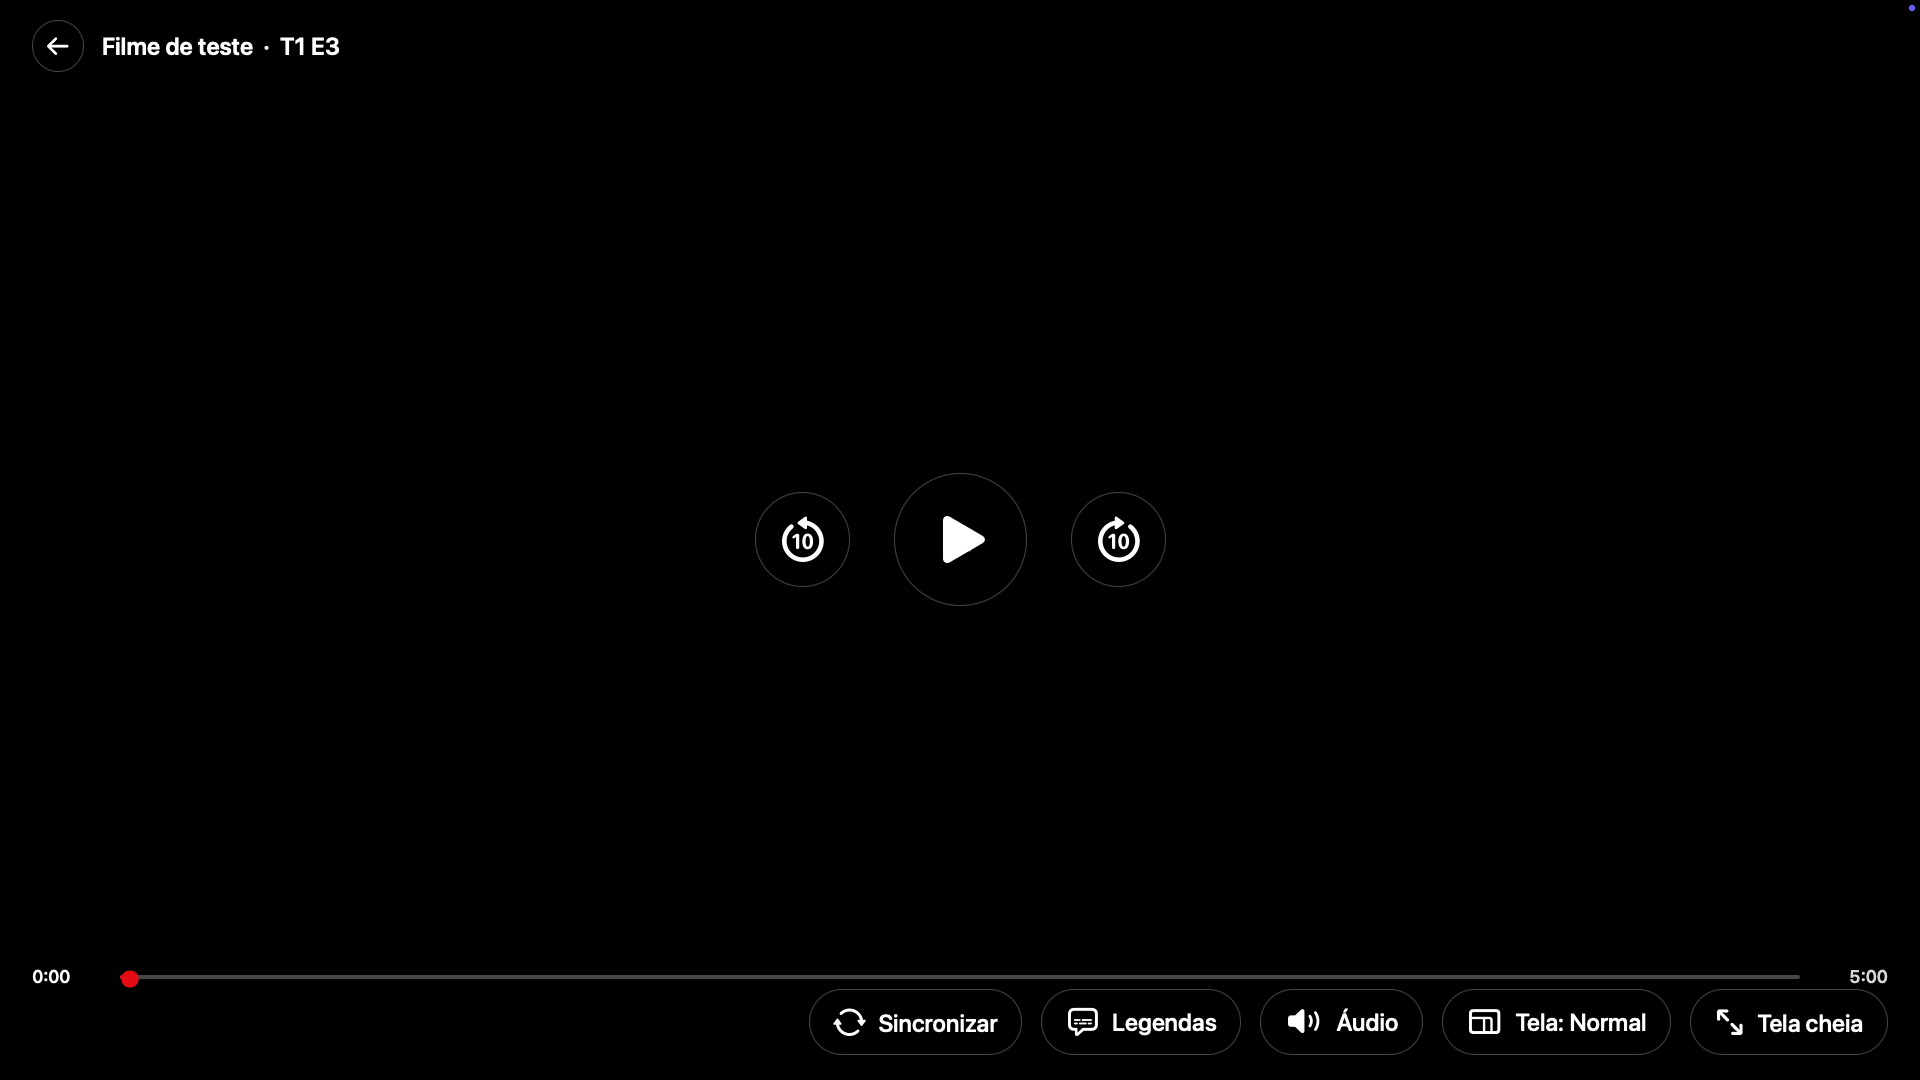 Filme de teste · T1 E3
10
10
0:00
5:00
Sincronizar
Legendas
Áudio
Tela: Normal
Tela cheia